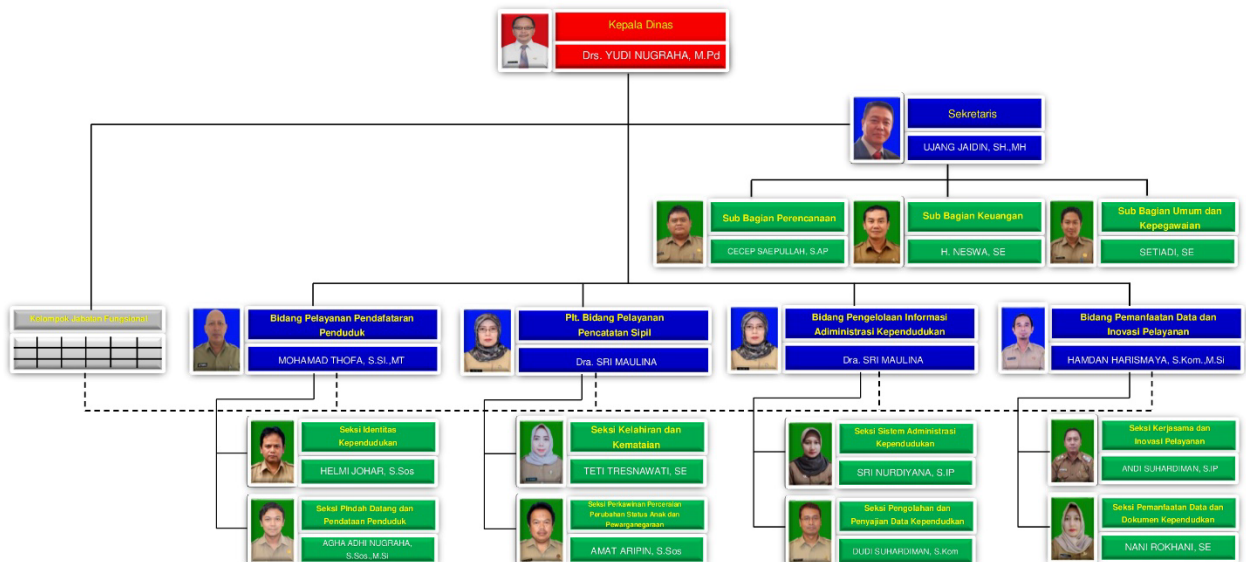 Kepala Dinas
Drs. YUDI NUGRAHA, M.Pd
Sekretaris
UJANG JAIDIN, SH.,MH
Sub Bagian Perencanaan
CECEP SAEPULLAH, S.AP
Sub Bagian Keuangan
H. NESWA, SE
Sub Bagian Umum dan
Kepegawaian
SETIADI, SE
Kelompok Jabatan Fungsional
Bidang Pelayanan Pendafataran
Penduduk
MOHAMAD THOFA, S.SI.,MT
Plt. Bidang Pelayanan
Pencatatan Sipil
Dra. SRI MAULINA
Bidang Pengelolaan Informasi
Adiministrasi Kependudukan
Dra. SRI MAULINA
Bidang Pemanfaatan Data dan
Inovasi Pelayanan
HAMDAN HARISMAYA, S.Kom.,M.Si
Seksi Identitas
Kependudukan
HELMI JOHAR, S.Sos
Seksi Kelahiran dan
Kemataian
TETI TRESNAWATI, SE
Seksi Sistem Administrasi
Kependudukan
SRI NURDIYANA, S.IP
Seksi Kerjasama dan
Inovasi Pelayanan
ANDI SUHARDIMAN, S.IP
Seksi Pindah Datang dan
Pendataan Penduduk
AGHA ADHI NUGRAHA,
S.Sos.,M.Si
Seksi Perkawinan Perceraian
Perubahan Status Anak dan
Pewarganegaraan
AMAT ARIPIN, S.Sos
Seksi Pengolahan dan
Penyajian Data Kependudkan
DUDI SUHARDIMAN, S.Kom
Seksi Pemanfaatan Data dan
Dokumen Kependudkan
NANI ROKHANI, SE